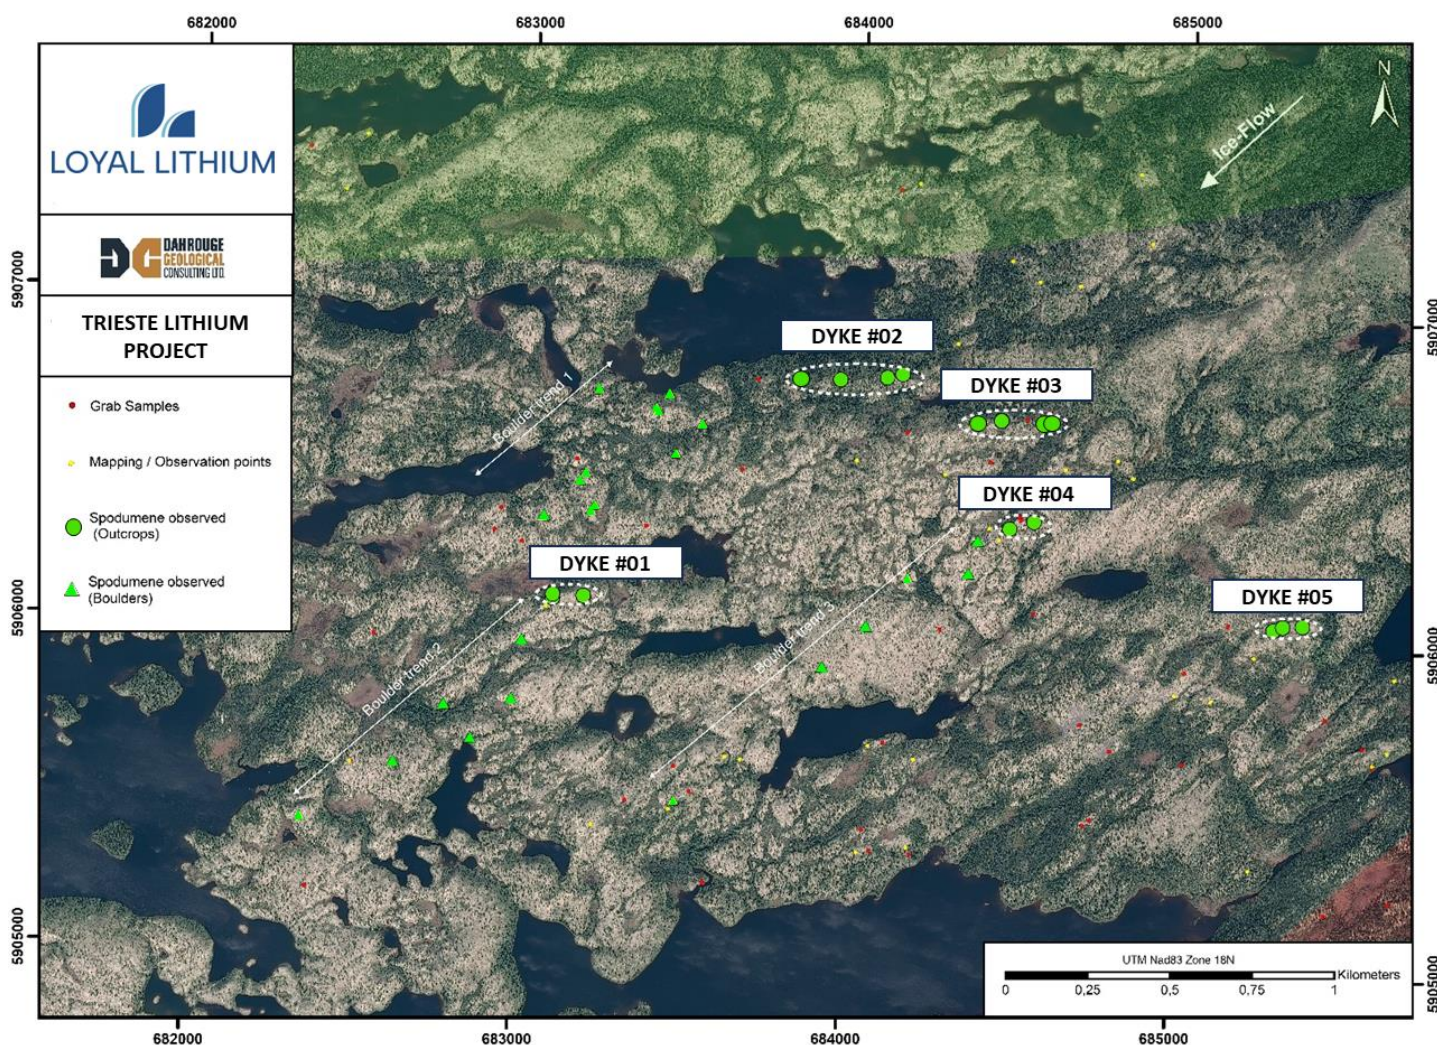 682000
683000
684000
685000
LOYAL LITHIUM
DAHROUGE
GEOLOGICAL
CONSULTING LTD.
TRIESTE LITHIUM
PROJECT
Grab Samples
Mapping / Observation points
Spodumene observed
(Outcrops)
Spodumene observed
(Boulders)
N
Ice-Flow
5907000
5907000
DYKE #02
DYKE #03
Boulder trend 1
DYKE #04
DYKE #01
DYKE #05
5906000
5906000
Boulder trend 2
Boulder trend 3
5905000
5905000
UTM Nad83 Zone 18N
Kilometers
0
0,25
0,5
0,75
1
682000
683000
684000
685000